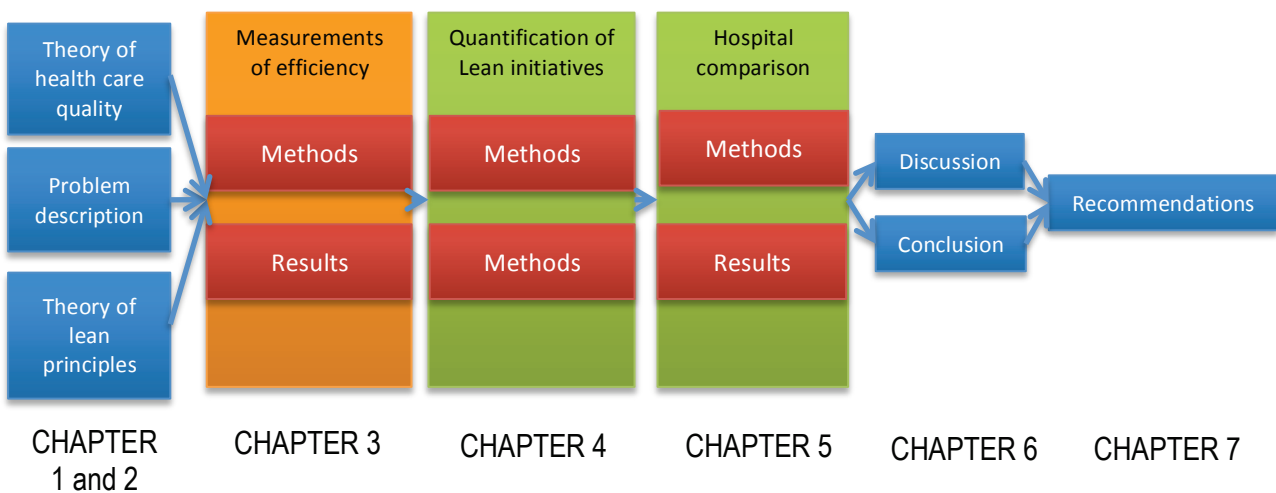 Theory of
health care
quality
Problem
description
Theory of
lean
principles
Measurements
of efficiency
Methods
Results
Quantification of
Lean initiatives
Methods
Methods
Hospital
comparison
Methods
Results
Discussion
Conclusion
Recommendations
CHAPTER
1 and 2
CHAPTER 3
CHAPTER 4
CHAPTER 5
CHAPTER 6
CHAPTER 7